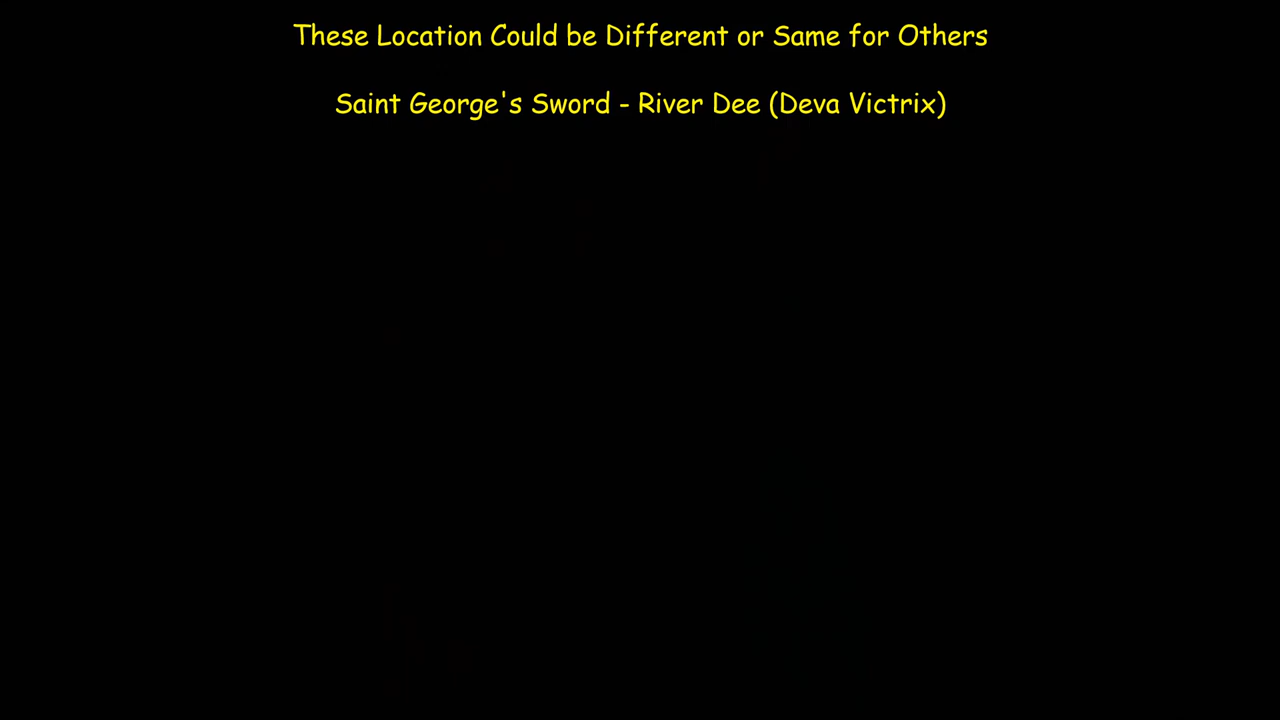 These Location Could be Different or Same for Others
Saint George's Sword - River Dee (Deva Victrix)